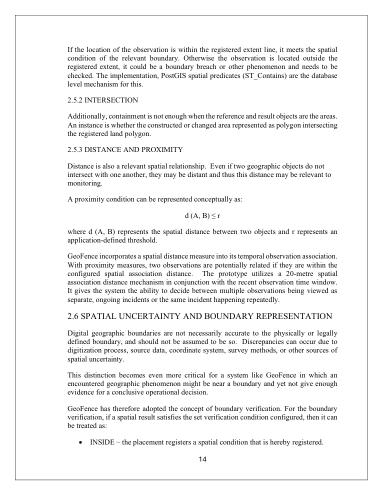 If the location of the observation is within the registered extent line, it meets the spatial
condition of the relevant boundary. Otherwise the observation is located outside the
registered extent, it could be a boundary breach or other phenomenon and needs to be
checked. The implementation, PostGIS spatial predicates (ST_Contains) are the database
level mechanism for this.
2.5.2 INTERSECTION
Additionally, containment is not enough when the reference and result objects are the areas.
An instance is whether the constructed or changed area represented as polygon intersecting
the registered land polygon.
2.5.3 DISTANCE AND PROXIMITY
Distance is also a relevant spatial relationship. Even if two geographic objects do not
intersect with one another, they may be distant and thus this distance may be relevant to
monitoring.
A proximity condition can be represented conceptually as:
d (A, B) ≤ r
where d (A, B) represents the spatial distance between two objects and r represents an
application-defined threshold.
GeoFence incorporates a spatial distance measure into its temporal observation association.
With proximity measures, two observations are potentially related if they are within the
configured spatial association distance. The prototype utilizes a 20-metre spatial
association distance mechanism in conjunction with the recent observation time window.
It gives the system the ability to decide between multiple observations being viewed as
separate, ongoing incidents or the same incident happening repeatedly.
2.6 SPATIAL UNCERTAINTY AND BOUNDARY REPRESENTATION
Digital geographic boundaries are not necessarily accurate to the physically or legally
defined boundary, and should not be assumed to be so. Discrepancies can occur due to
digitization process, source data, coordinate system, survey methods, or other sources of
spatial uncertainty.
This distinction becomes even more critical for a system like GeoFence in which an
encountered geographic phenomenon might be near a boundary and yet not give enough
evidence for a conclusive operational decision.
GeoFence has therefore adopted the concept of boundary verification. For the boundary
verification, if a spatial result satisfies the set verification condition configured, then it can
be treated as:
• INSIDE – the placement registers a spatial condition that is hereby registered.
14